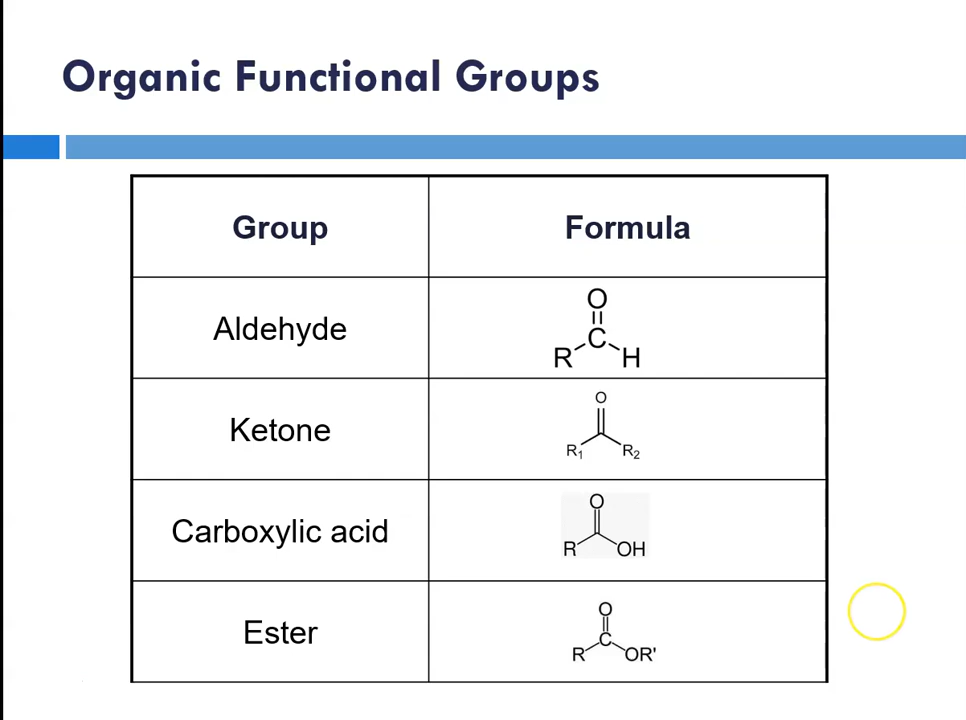 Organic Functional Groups
Group Formula
O
Aldehyde
C
R H
O
Ketone
R₁ R₂
O
Carboxylic acid
R OH
O
Ester
C
R OR'